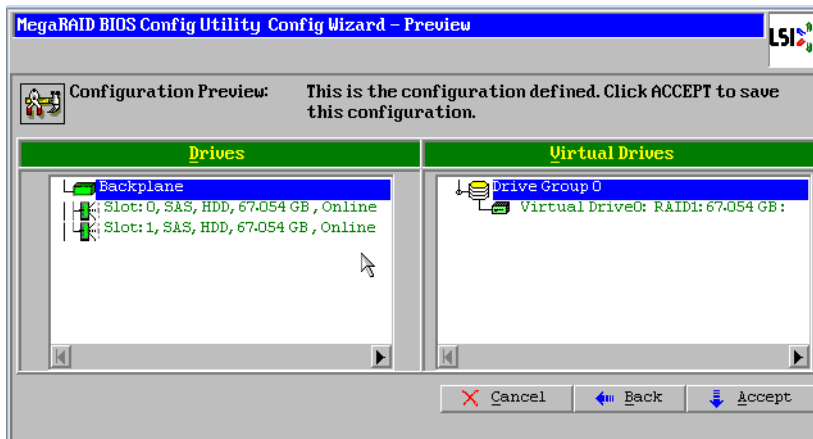 MegaRAID BIOS Config Utility Config Wizard – Preview
LSI
Configuration Preview: This is the configuration defined. Click ACCEPT to save
this configuration.
Drives
Virtual Drives
Backplane
Slot: 0, SAS, HDD, 67.054 GB , Online
Slot: 1, SAS, HDD, 67.054 GB , Online
Drive Group 0
Virtual Drive0: RAID1: 67.054 GB :
Cancel
Back
Accept